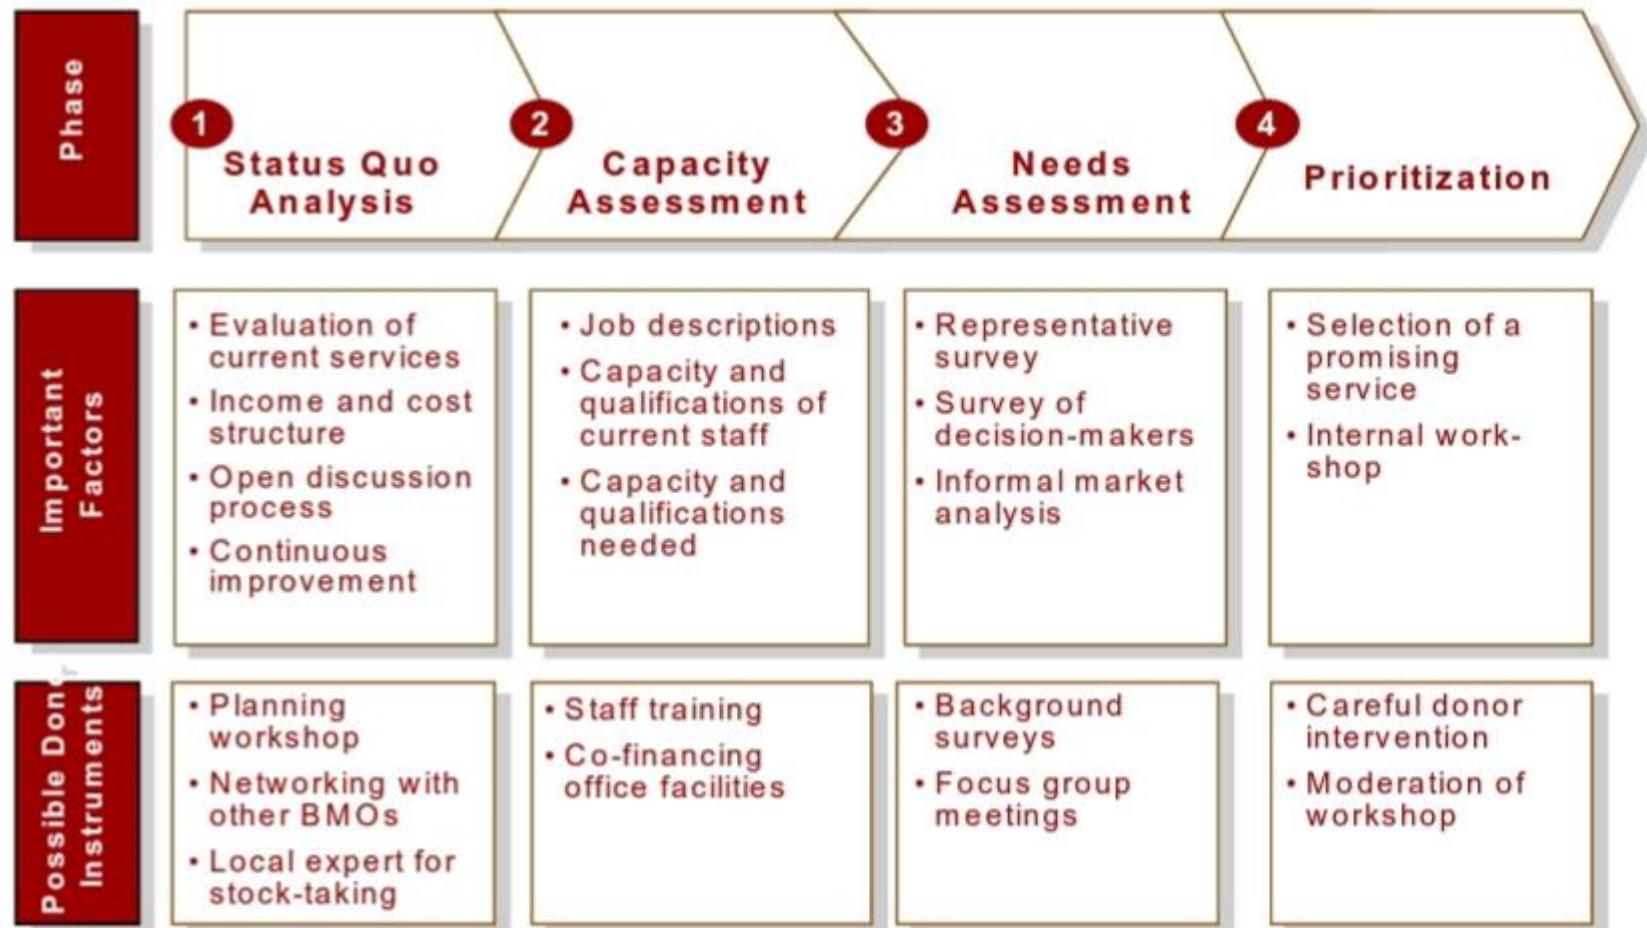 Phase
1
Status Quo
Analysis
2
Capacity
Assessment
3
Needs
Assessment
4
Prioritization
Important
Factors
• Evaluation of
current services
• Income and cost
structure
• Open discussion
process
• Continuous
improvement
• Job descriptions
• Capacity and
qualifications of
current staff
• Capacity and
qualifications
needed
• Representative
survey
• Survey of
decision-makers
• Informal market
analysis
• Selection of a
promising
service
• Internal work-
shop
Possible Donor
Instruments
• Planning
workshop
• Networking with
other BMOs
• Local expert for
stock-taking
• Staff training
• Co-financing
office facilities
• Background
surveys
• Focus group
meetings
• Careful donor
intervention
• Moderation of
workshop